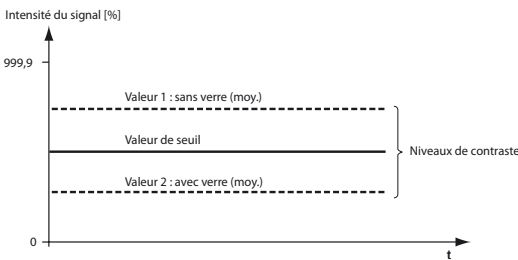 Intensité du signal [%]
999,9
Valeur 1 : sans verre (moy.)
Valeur de seuil
Niveaux de contraste
Valeur 2 : avec verre (moy.)
0
t